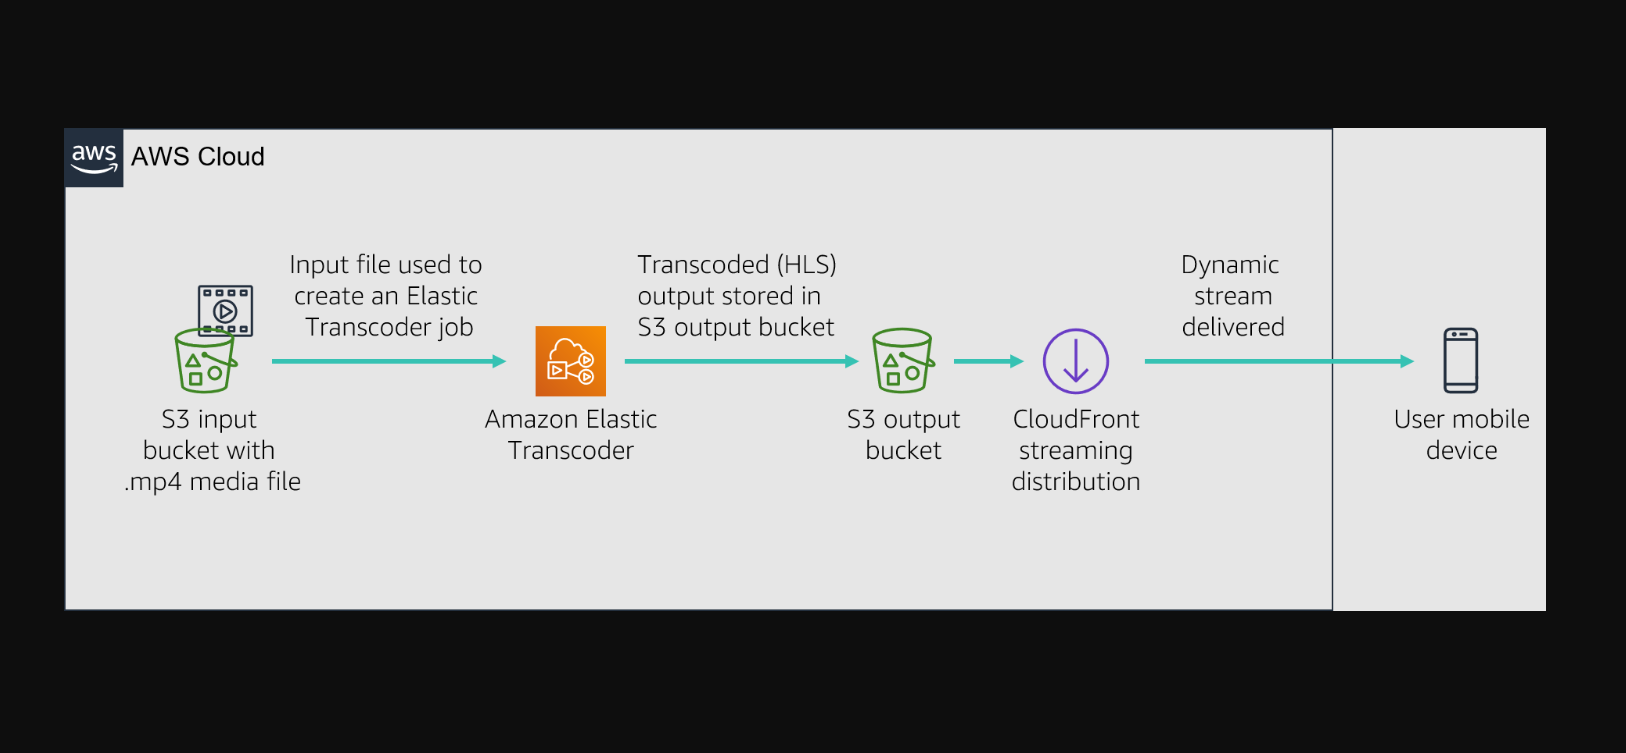 aws
AWS Cloud
Input file used to
create an Elastic
Transcoder job
Transcoded (HLS)
output stored in
S3 output bucket
Dynamic
stream
delivered
S3 input
bucket with
.mp4 media file
Amazon Elastic
Transcoder
S3 output
bucket
CloudFront
streaming
distribution
User mobile
device